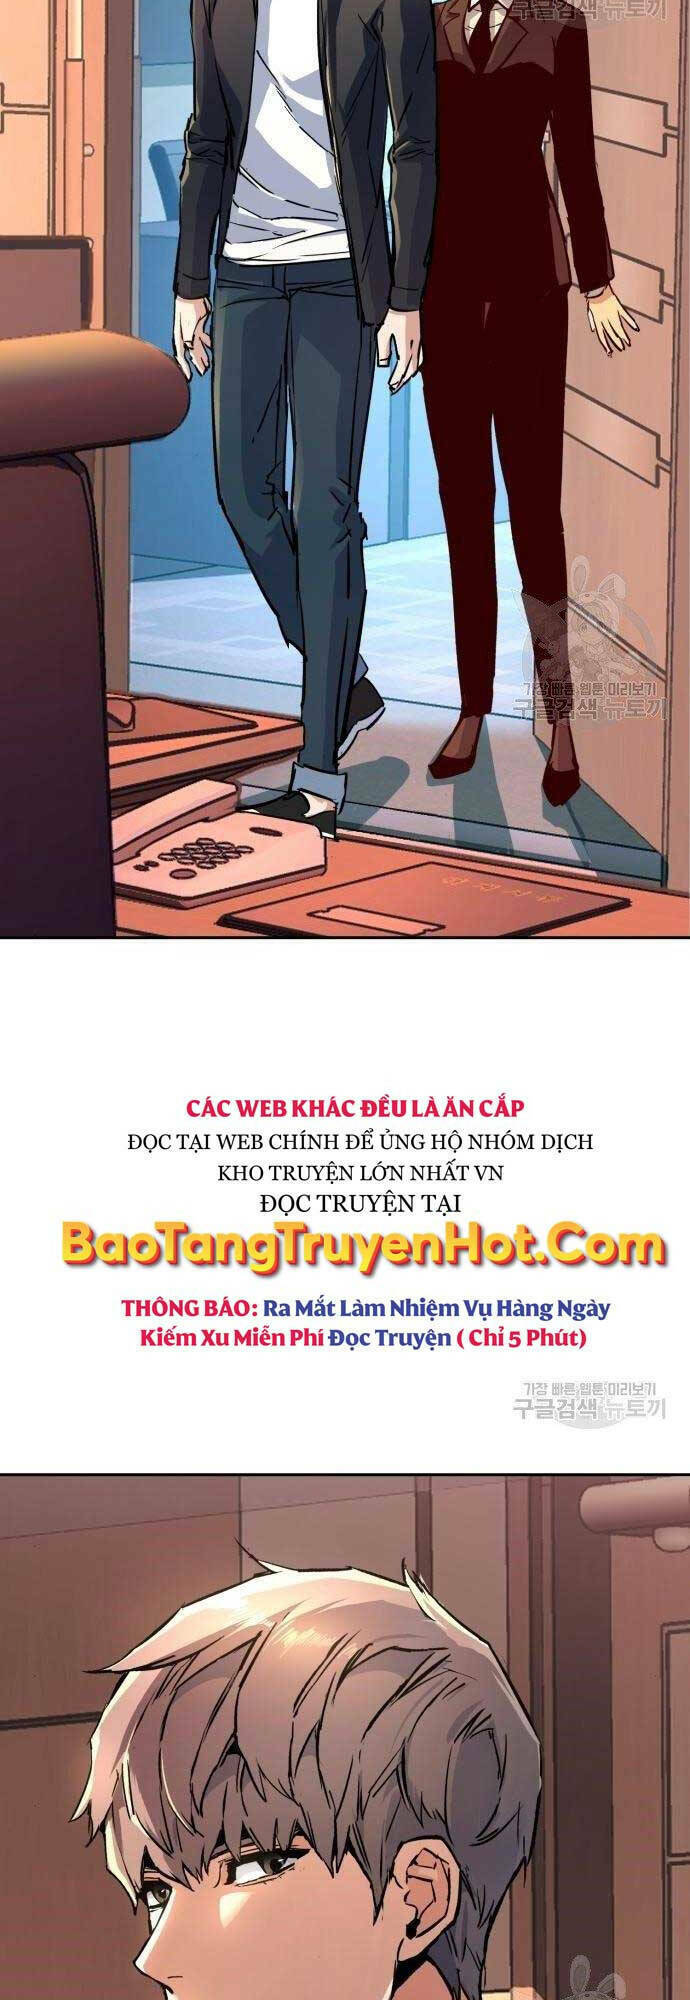 구글검색 뉴토끼
가장 빠른 웹툰 미리보기
구글검색 뉴토끼
CÁC WEB KHÁC ĐỀU LÀ ĂN CẮP
ĐỌC TẠI WEB CHÍNH ĐỂ ỦNG HỘ NHÓM DỊCH
KHO TRUYỆN LỚN NHẤT VN
ĐỌC TRUYỆN TẠI
BaoTangTruyenHot.Com
THÔNG BÁO: Ra Mắt Làm Nhiệm Vụ Hàng Ngày
Kiếm Xu Miễn Phí Đọc Truyện ( Chỉ 5 Phút)
가장 빠른 웹툰 미리보기
구글검색 뉴토끼